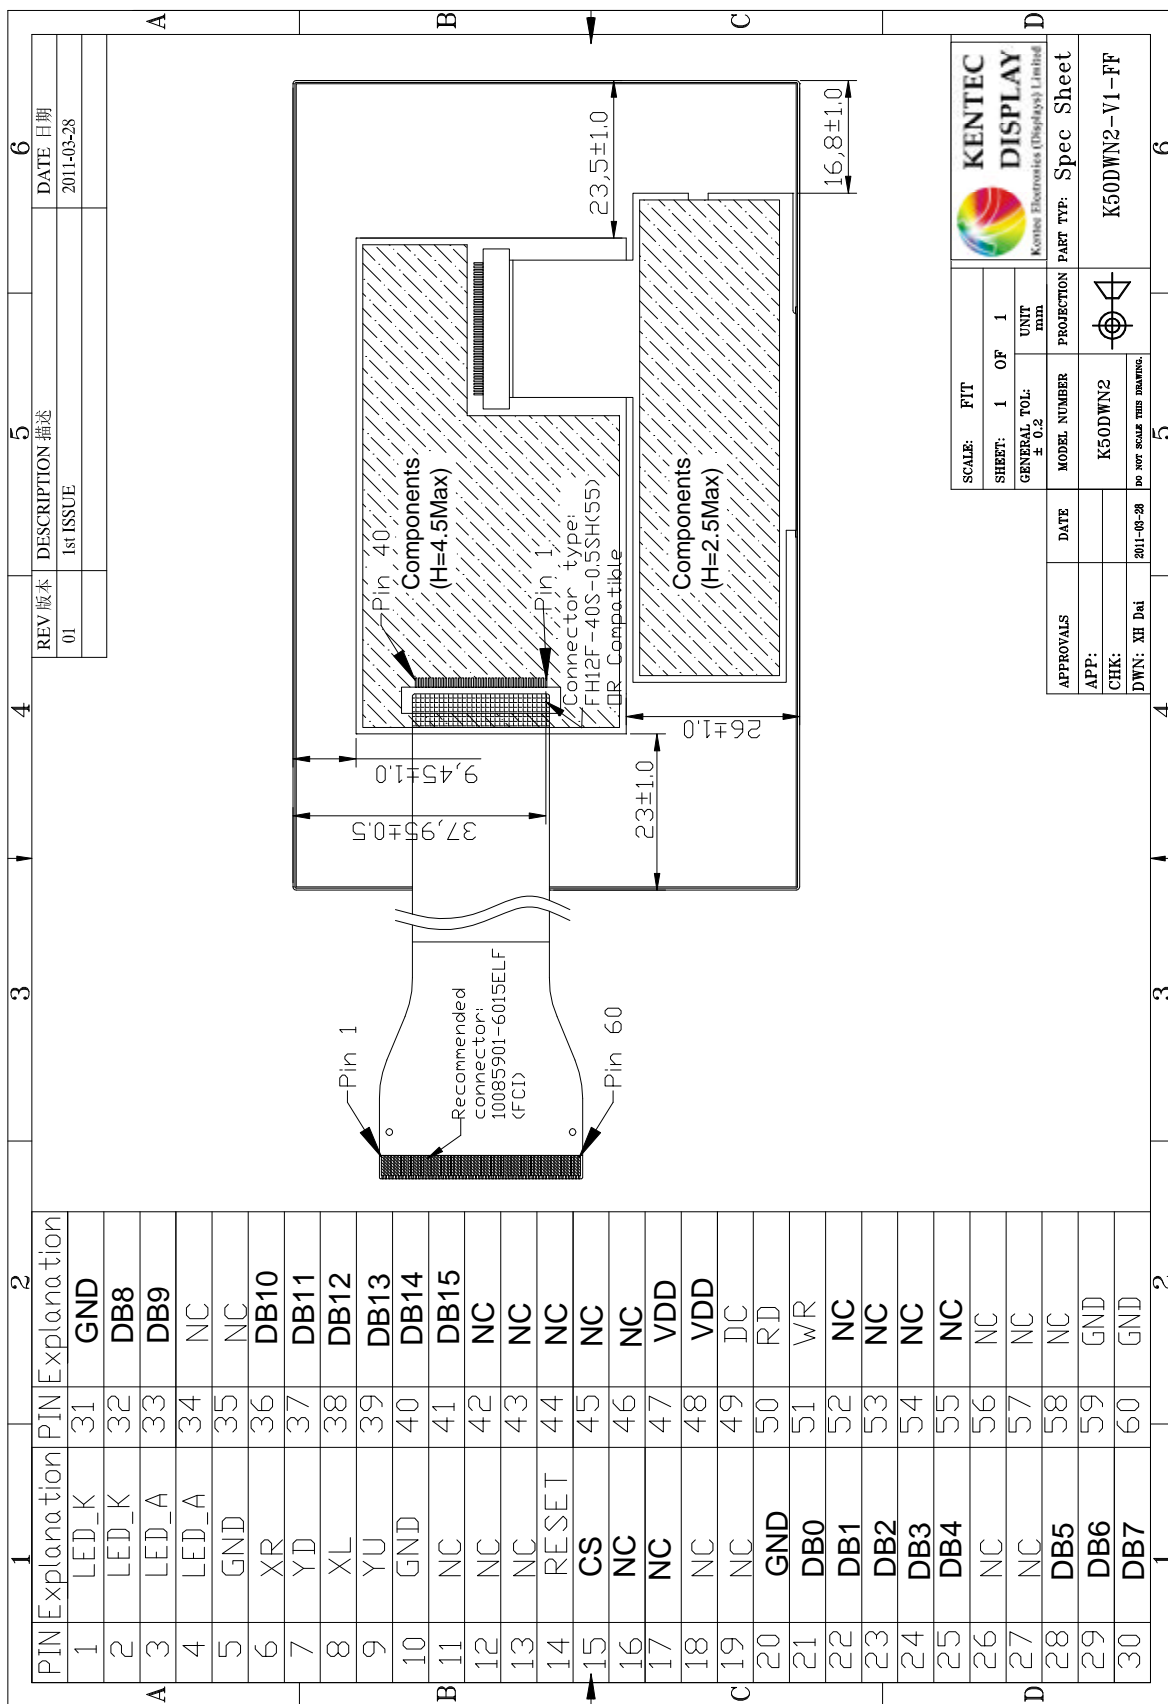 1 2 3 4 5 6
A B C D
REV 版本 DESCRIPTION 描述 DATE 日期
01 1st ISSUE 2011-03-28
PIN Explanation PIN Explanation
1 LED_K 31 GND
2 LED_K 32 DB8
3 LED_A 33 DB9
4 LED_A 34 NC
5 GND 35 NC
6 XR 36 DB10
7 YD 37 DB11
8 XL 38 DB12
9 YU 39 DB13
10 GND 40 DB14
11 NC 41 DB15
12 NC 42 NC
13 NC 43 NC
14 RESET 44 NC
15 CS 45 NC
16 NC 46 NC
17 NC 47 VDD
18 NC 48 VDD
19 NC 49 DC
20 GND 50 RD
21 DB0 51 WR
22 DB1 52 NC
23 DB2 53 NC
24 DB3 54 NC
25 DB4 55 NC
26 NC 56 NC
27 NC 57 NC
28 DB5 58 NC
29 DB6 59 GND
30 DB7 60 GND
Pin 1
Recommended
connector:
10085901-6015ELF
(FCI)
Pin 60
9,45±1.0
37,95±0.5
23±1.0
26±1.0
23,5±1.0
16,8±1.0
Pin 40
Components
(H=4.5Max)
Pin 1
Connector type:
FH12F-40S-0.5SH(55)
OR Compatible
Components
(H=2.5Max)
KENTEC
DISPLAY
Kentec Electronics (Displays) Limited
SCALE: FIT
SHEET: 1 OF 1
GENERAL TOL:
± 0.2
UNIT
mm
APPROVALS DATE MODEL NUMBER PROJECTION PART TYP: Spec Sheet
APP:
CHK:
DWN: XH Dai 2011-03-28
K50DWN2
K50DWN2-V1-FF
DO NOT SCALE THIS DRAWING.
A B C D
1 2 3 4 5 6